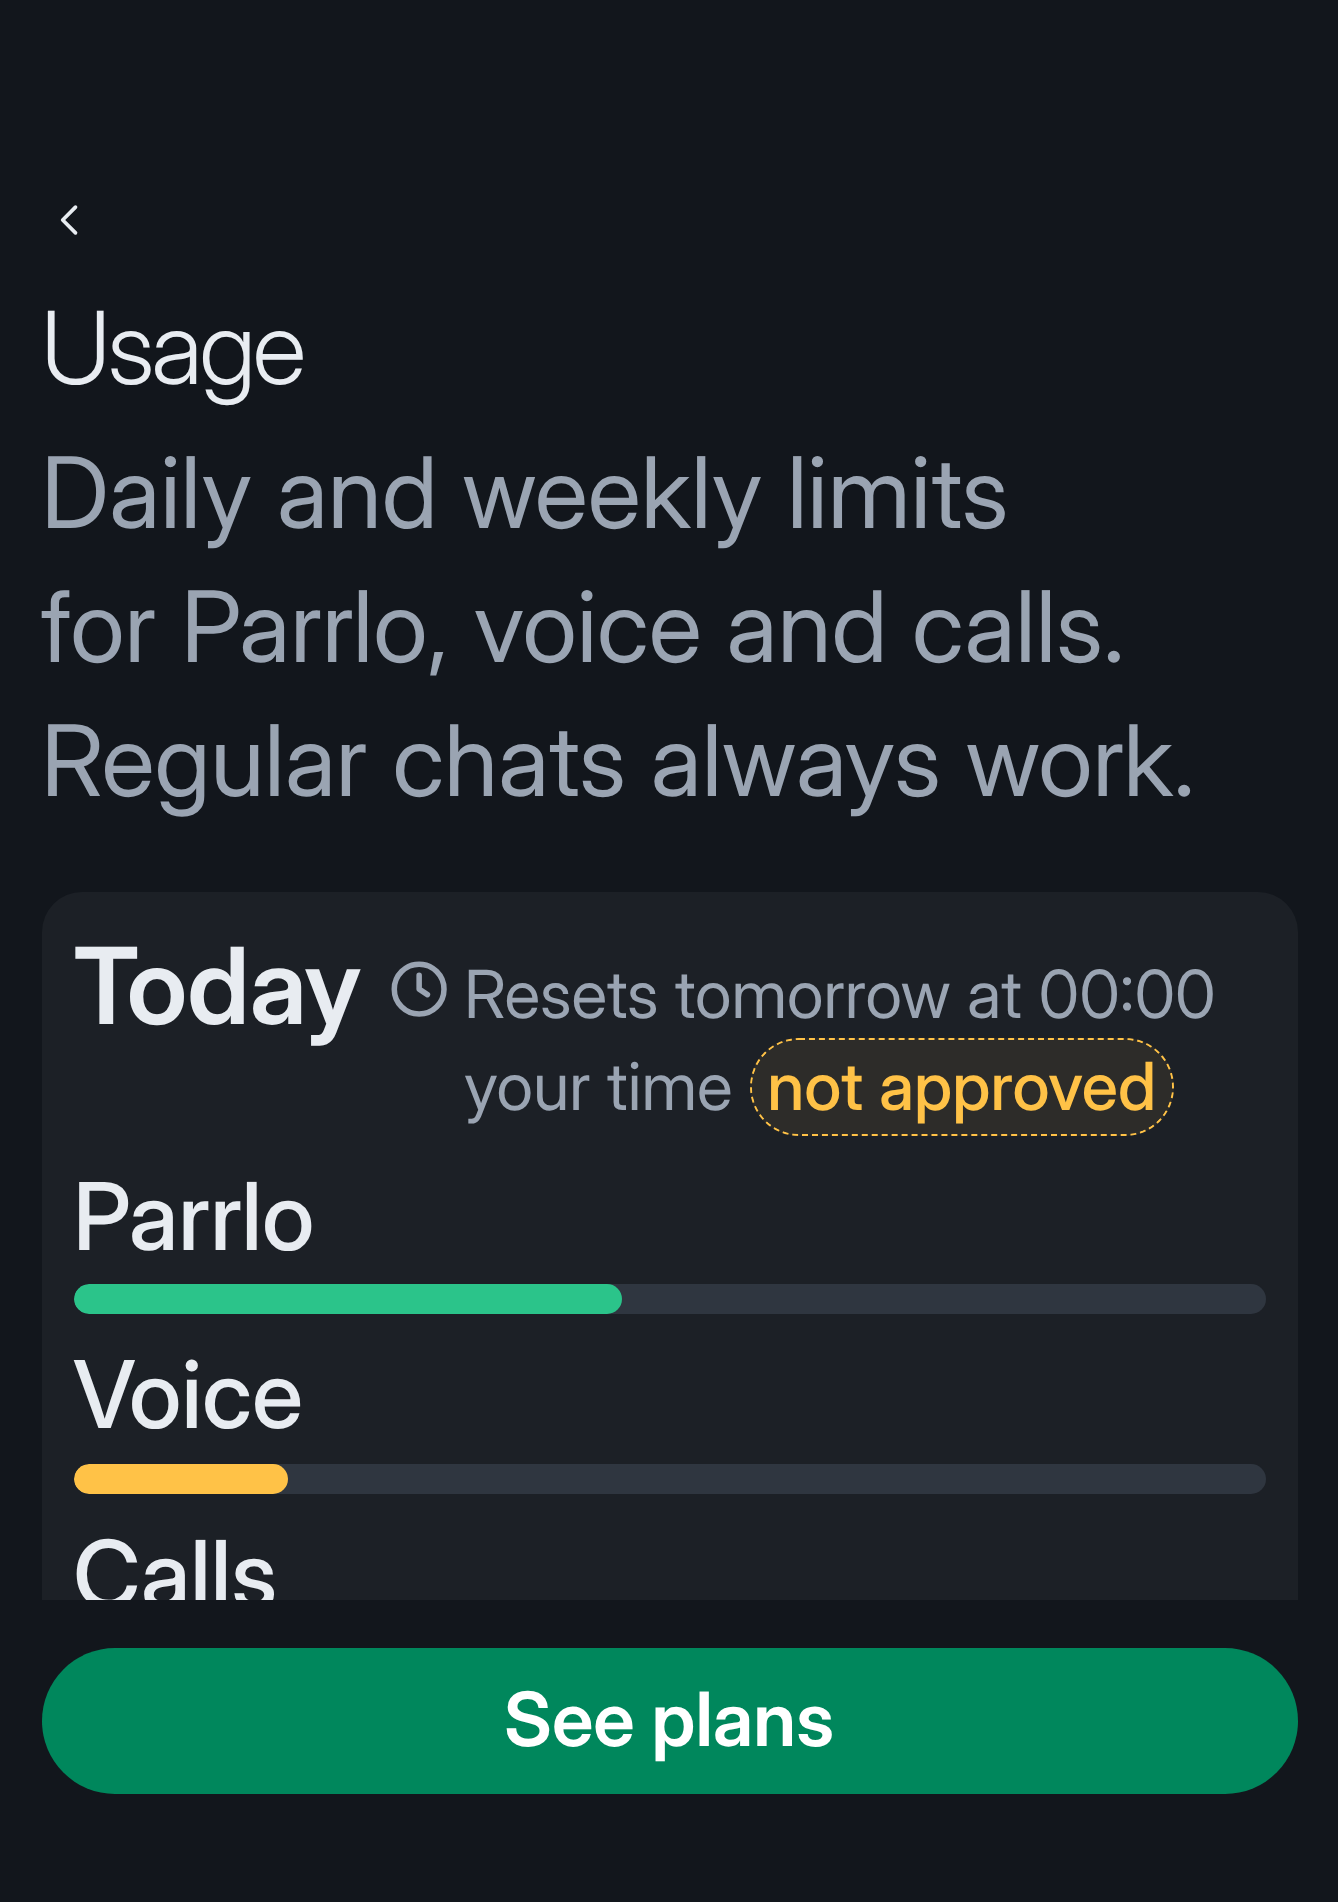 Usage
Daily and weekly limits
for Parrlo, voice and calls.
Regular chats always work.
Today Resets tomorrow at 00:00
your time not approved
Parrlo
Voice
Calls
See plans